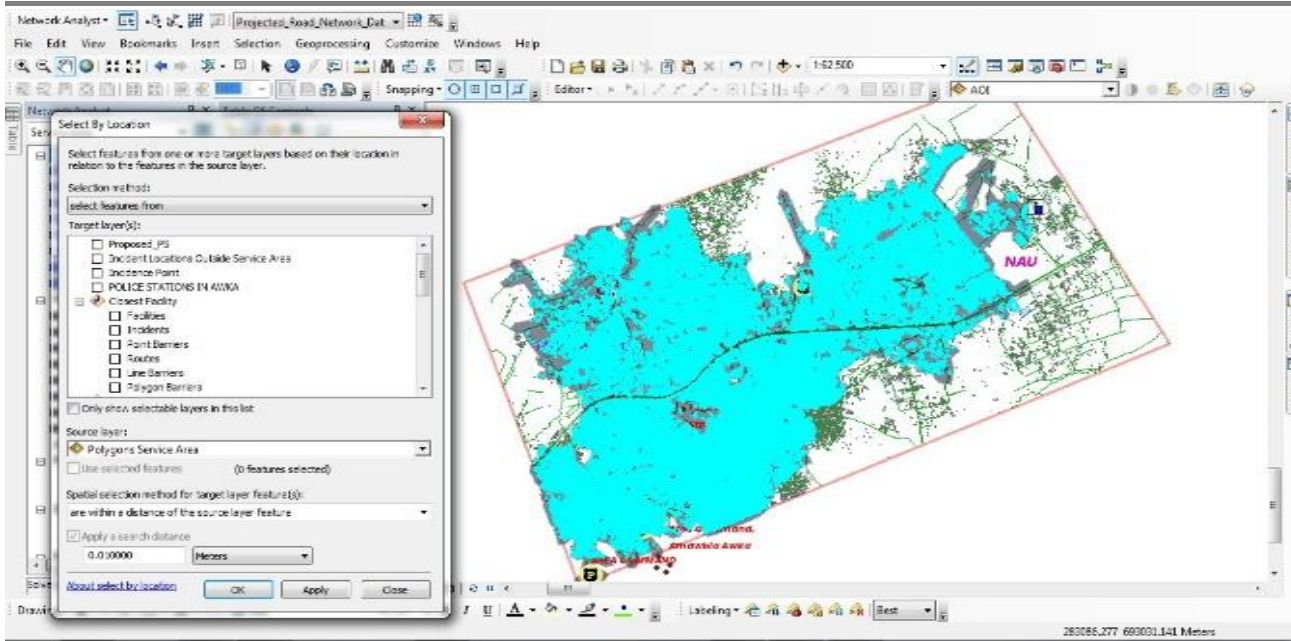 Network Analyst
Projected_Road_Network_Dat
File Edit View Bookmarks Insert Selection Geoprocessing Customize Windows Help
1:62,500
Snapping
Editor
AOI
Table
Select By Location
Select features from one or more target layers based on their location in
relation to the features in the source layer.
Selection method:
select features from
Target layer(s):
Proposed_PS
Incident Locations Outside Service Area
Incidence Point
POLICE STATIONS IN AWKA
Closest Facility
Facilities
Incidents
Point Barriers
Routes
Line Barriers
Polygon Barriers
Only show selectable layers in this list
Source layer:
Polygons Service Area
Use selected features (0 features selected)
Spatial selection method for target layer feature(s):
are within a distance of the source layer feature
Apply a search distance
Meters
About select by location
OK Apply Close
NAU
Amawbia Awka
Labeling
Best
693031.141 Meters